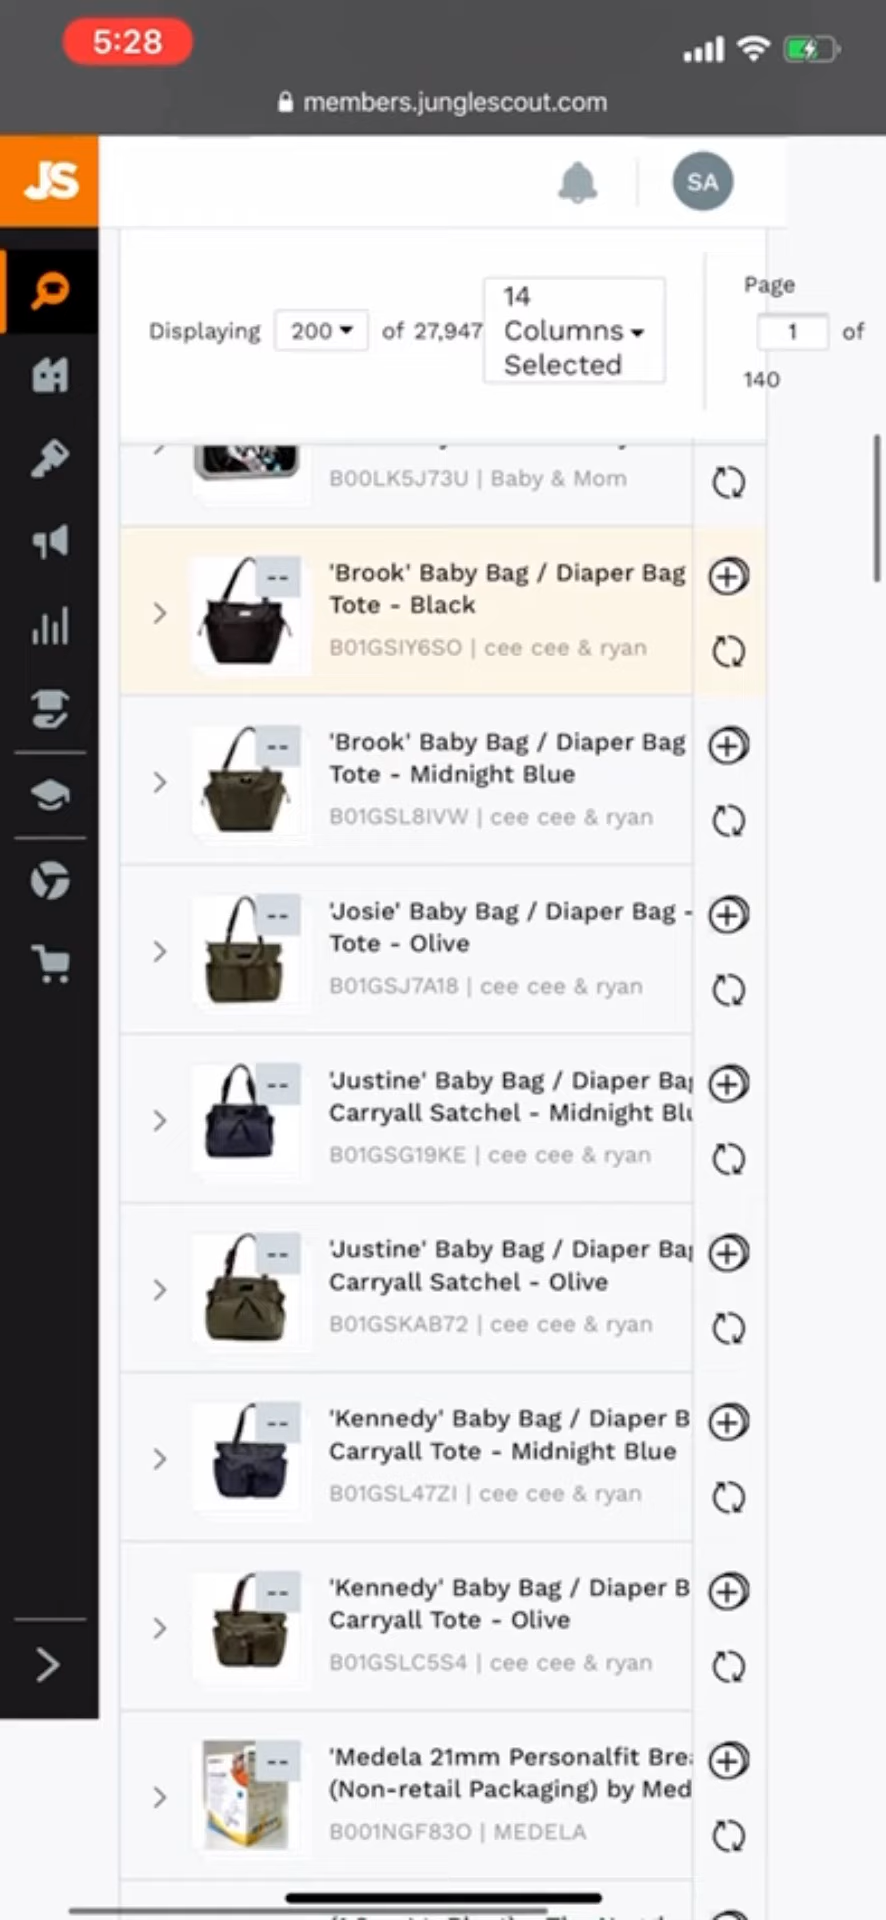 5:28
members.junglescout.com
JS
SA
Displaying 200 of 27,947
14
Columns
Selected
Page
1 of
140
B00LK5J73U | Baby & Mom
--
'Brook' Baby Bag / Diaper Bag
Tote - Black
B01GSIY6SO | cee cee & ryan
--
'Brook' Baby Bag / Diaper Bag
Tote - Midnight Blue
B01GSL8IVW | cee cee & ryan
--
'Josie' Baby Bag / Diaper Bag -
Tote - Olive
B01GSJ7A18 | cee cee & ryan
--
'Justine' Baby Bag / Diaper Bag
Carryall Satchel - Midnight Blu
B01GSG19KE | cee cee & ryan
--
'Justine' Baby Bag / Diaper Bag
Carryall Satchel - Olive
B01GSKAB72 | cee cee & ryan
--
'Kennedy' Baby Bag / Diaper B
Carryall Tote - Midnight Blue
B01GSL47ZI | cee cee & ryan
--
'Kennedy' Baby Bag / Diaper B
Carryall Tote - Olive
B01GSLC5S4 | cee cee & ryan
--
'Medela 21mm Personalfit Brea
(Non-retail Packaging) by Med
B001NGF83O | MEDELA